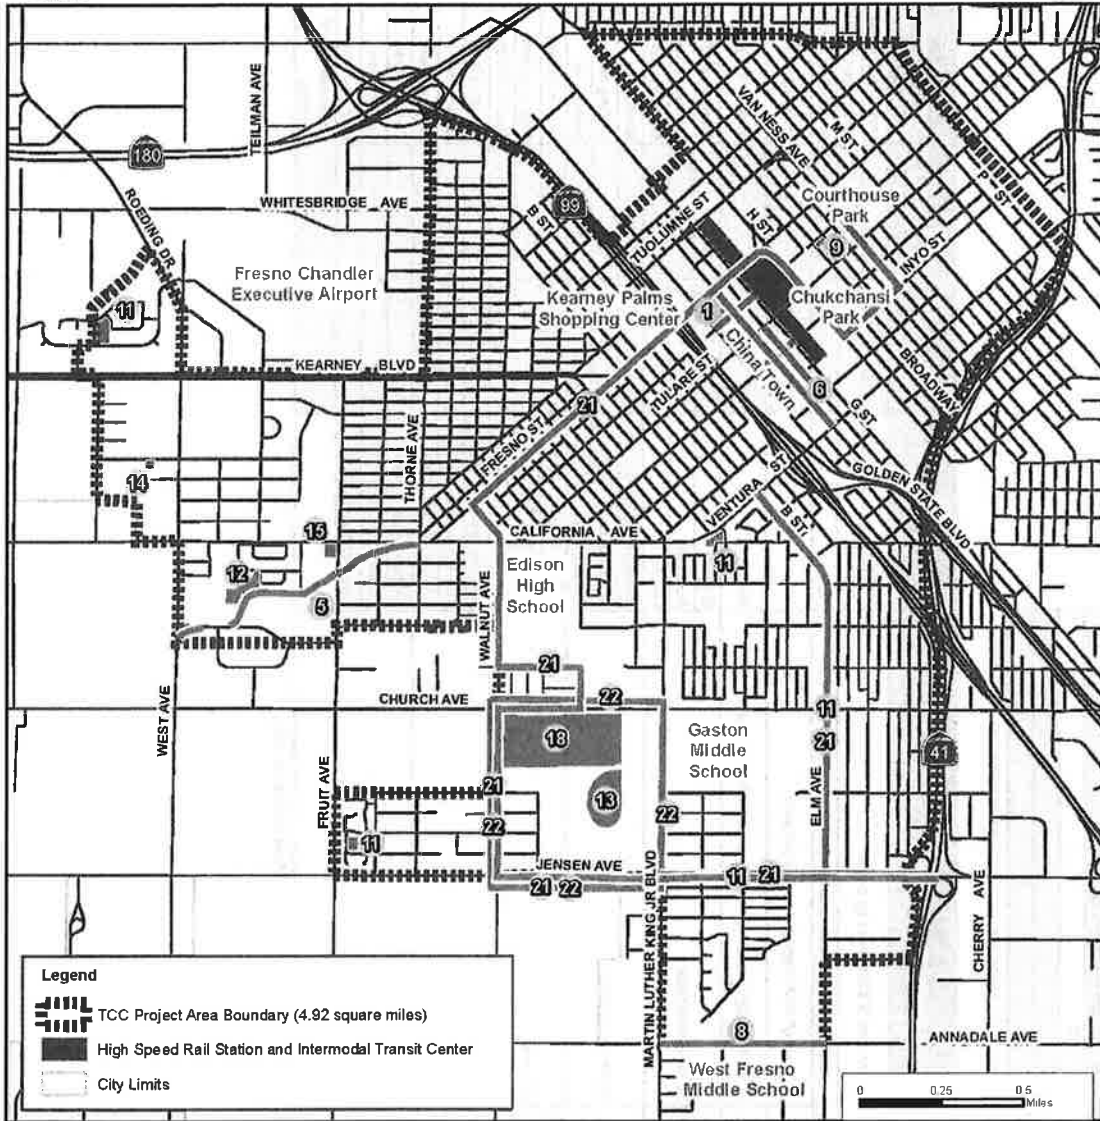 TEILMAN AVE
180
ROEDING DR
WHITESBRIDGE AVE
99
VAN NESS AVE
M ST
P ST
Courthouse
Park
9
H ST
INYO ST
B ST
TUOLUMNE ST
Fresno Chandler
Executive Airport
11
Kearney Palms
Shopping Center
1
Chukchansi
Park
China Town
KEARNEY BLVD
TULARE ST
6
BROADWAY
G ST
21
FRESNO ST
THORNE AVE
14
GOLDEN STATE BLVD
VENTURA ST
B ST
CALIFORNIA AVE
15
11
12
5
Edison
High
School
WALNUT AVE
21
CHURCH AVE
22
WEST AVE
11
21
18
Gaston
Middle
School
41
ELM AVE
FRUIT AVE
21
22
13
22
11
JENSEN AVE
11 21
21 22
MARTIN LUTHER KING JR BLVD
CHERRY AVE
8
ANNADALE AVE
West Fresno
Middle School
Legend
TCC Project Area Boundary (4.92 square miles)
High Speed Rail Station and Intermodal Transit Center
City Limits
0 0.25 0.5
Miles